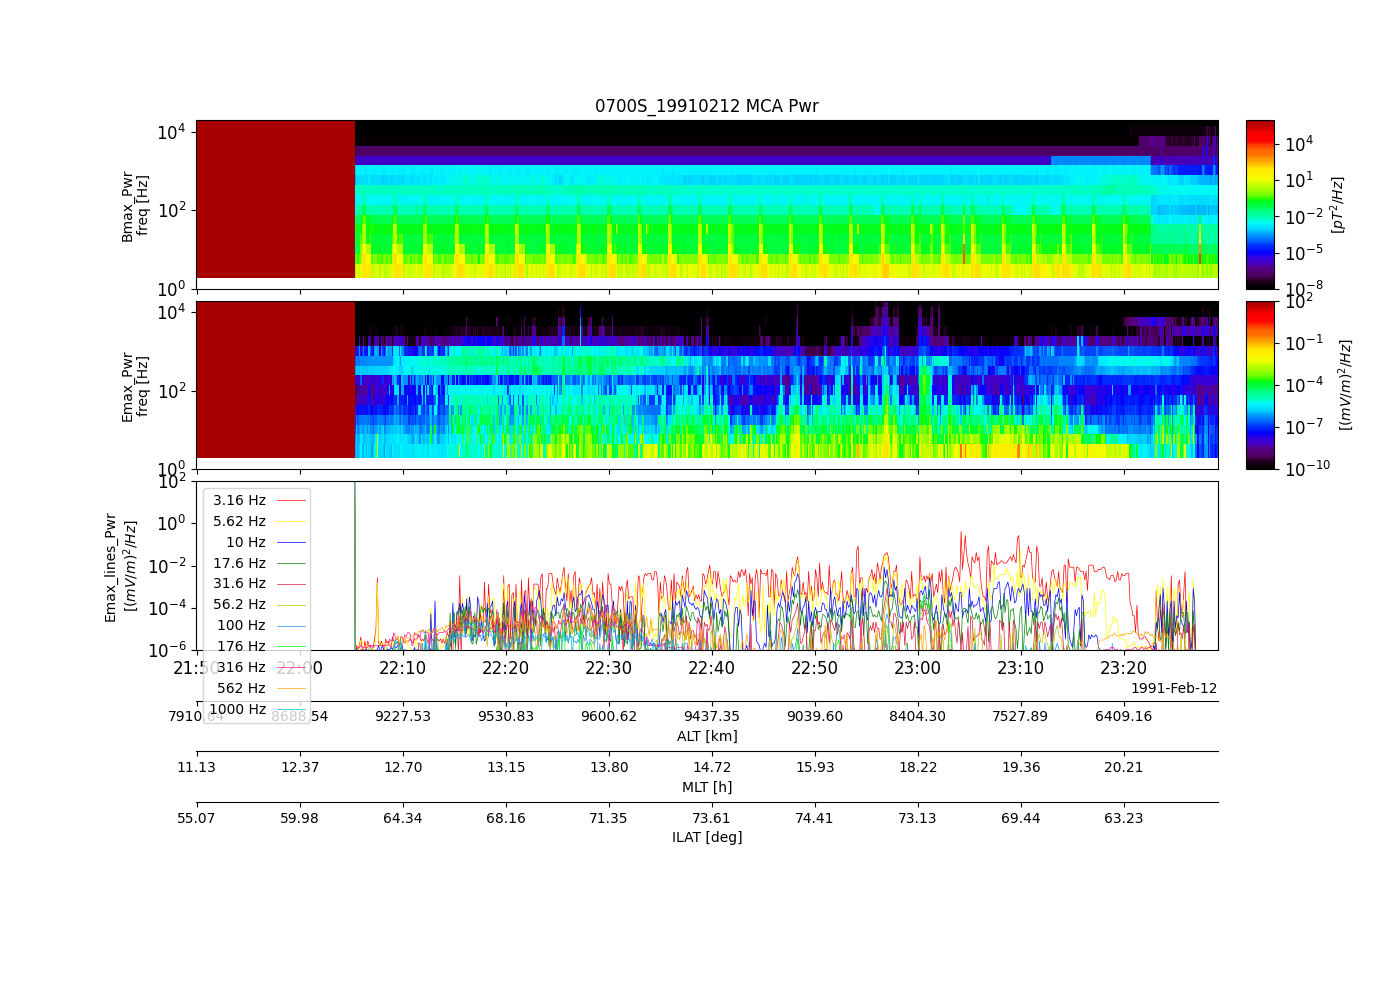 0700S_19910212 MCA Pwr
Bmax_Pwr
freq [Hz]
10^4
10^2
10^0
10^4
10^1
10^-2
10^-5
10^-8
[pT^2/Hz]
Emax_Pwr
freq [Hz]
10^4
10^2
10^0
10^2
10^-1
10^-4
10^-7
10^-10
[(mV/m)^2/Hz]
Emax_lines_Pwr
[(mV/m)^2/Hz]
10^2
10^0
10^-2
10^-4
10^-6
3.16 Hz
5.62 Hz
10 Hz
17.6 Hz
31.6 Hz
56.2 Hz
100 Hz
176 Hz
316 Hz
562 Hz
1000 Hz
21:50 22:00 22:10 22:20 22:30 22:40 22:50 23:00 23:10 23:20
1991-Feb-12
7910.64 8688.54 9227.53 9530.83 9600.62 9437.35 9039.60 8404.30 7527.89 6409.16
ALT [km]
11.13 12.37 12.70 13.15 13.80 14.72 15.93 18.22 19.36 20.21
MLT [h]
55.07 59.98 64.34 68.16 71.35 73.61 74.41 73.13 69.44 63.23
ILAT [deg]